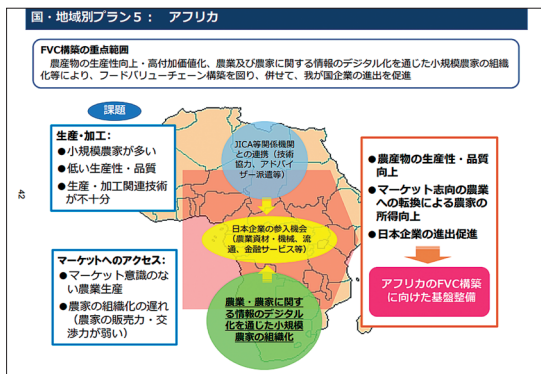 国・地域別プラン５： アフリカ
FVC構築の重点範囲
農産物の生産性向上・高付加価値化、農業及び農家に関する情報のデジタル化を通じた小規模農家の組織
化等により、フードバリューチェーン構築を図り、併せて、我が国企業の進出を促進
課題
生産・加工：
●小規模農家が多い
●低い生産性・品質
●生産・加工関連技術
が不十分
マーケットへのアクセス：
●マーケット意識のな
い農業生産
●農家の組織化の遅れ
（農家の販売力・交
渉力が弱い）
JICA等関係機関
との連携（技術
協力、アドバイ
ザー派遣等）
日本企業の参入機会
（農業資材・機械、流
通、金融サービス等）
農業・農家に関す
る情報のデジタル
化を通じた小規模
農家の組織化
●農産物の生産性・品質
向上
●マーケット志向の農業
への転換による農家の
所得向上
●日本企業の進出促進
アフリカのFVC構築
に向けた基盤整備
42